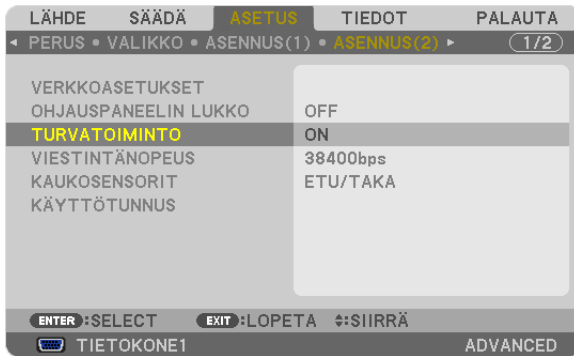 LÄHDE SÄÄDÄ ASETUS TIEDOT PALAUTA
◂ PERUS • VALIKKO • ASENNUS(1) • ASENNUS(2) ▸ 1/2
VERKKOASETUKSET
OHJAUSPANEELIN LUKKO OFF
TURVATOIMINTO ON
VIESTINTÄNOPEUS 38400bps
KAUKOSENSORIT ETU/TAKA
KÄYTTÖTUNNUS
ENTER :SELECT EXIT :LOPETA :SIIRRÄ
TIETOKONE1 ADVANCED